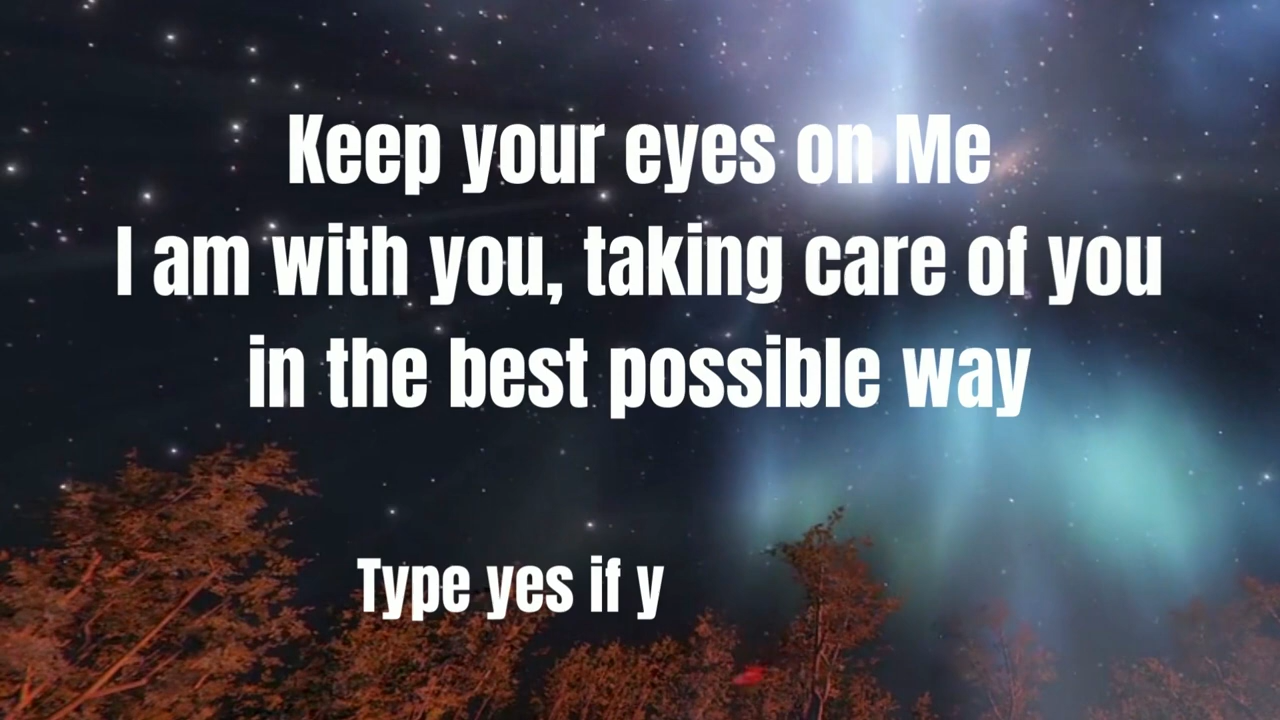 Keep your eyes on Me
I am with you, taking care of you
in the best possible way
Type yes if y